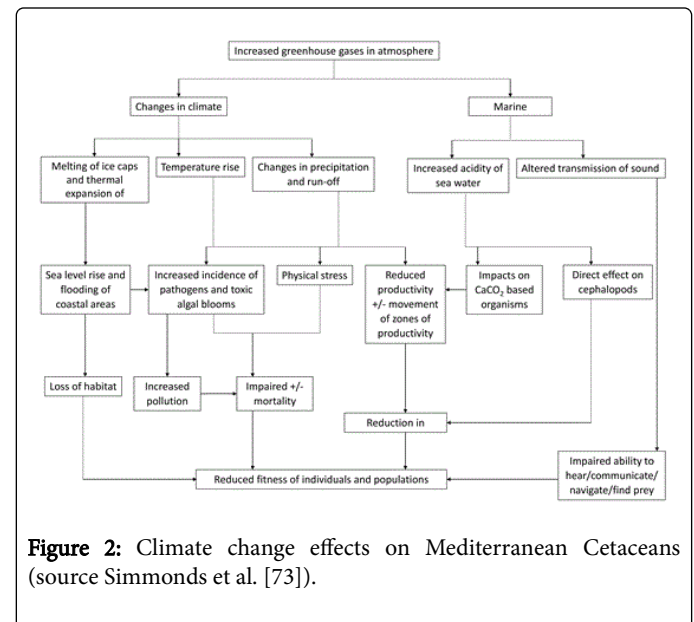 Increased greenhouse gases in atmosphere
Changes in climate
Marine
Melting of ice caps
and thermal
expansion of
Temperature rise
Changes in precipitation
and run-off
Increased acidity of
sea water
Altered transmission of sound
Sea level rise and
flooding of
coastal areas
Increased incidence of
pathogens and toxic
algal blooms
Physical stress
Reduced
productivity
+/- movement
of zones of
productivity
Impacts on
CaCO₂ based
organisms
Direct effect on
cephalopods
Loss of habitat
Increased
pollution
Impaired +/-
mortality
Reduction in
Reduced fitness of individuals and populations
Impaired ability to
hear/communicate/
navigate/find prey
Figure 2: Climate change effects on Mediterranean Cetaceans
(source Simmonds et al. [73]).